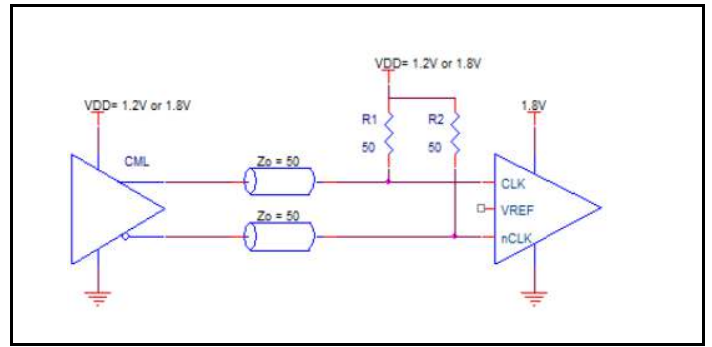 VDD= 1.2V or 1.8V
VDD= 1.2V or 1.8V
1.8V
R1
R2
50
50
CML
Zo = 50
Zo = 50
CLK
VREF
nCLK